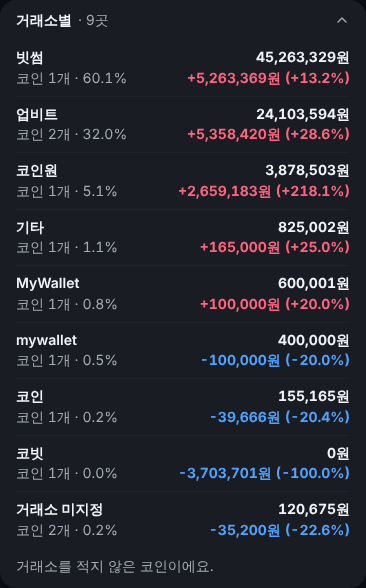 거래소별 · 9곳
빗썸 45,263,329원
코인 1개 · 60.1% +5,263,369원 (+13.2%)
업비트 24,103,594원
코인 2개 · 32.0% +5,358,420원 (+28.6%)
코인원 3,878,503원
코인 1개 · 5.1% +2,659,183원 (+218.1%)
기타 825,002원
코인 1개 · 1.1% +165,000원 (+25.0%)
MyWallet 600,001원
코인 1개 · 0.8% +100,000원 (+20.0%)
mywallet 400,000원
코인 1개 · 0.5% -100,000원 (-20.0%)
코인 155,165원
코인 1개 · 0.2% -39,666원 (-20.4%)
코빗 0원
코인 1개 · 0.0% -3,703,701원 (-100.0%)
거래소 미지정 120,675원
코인 2개 · 0.2% -35,200원 (-22.6%)
거래소를 적지 않은 코인이에요.